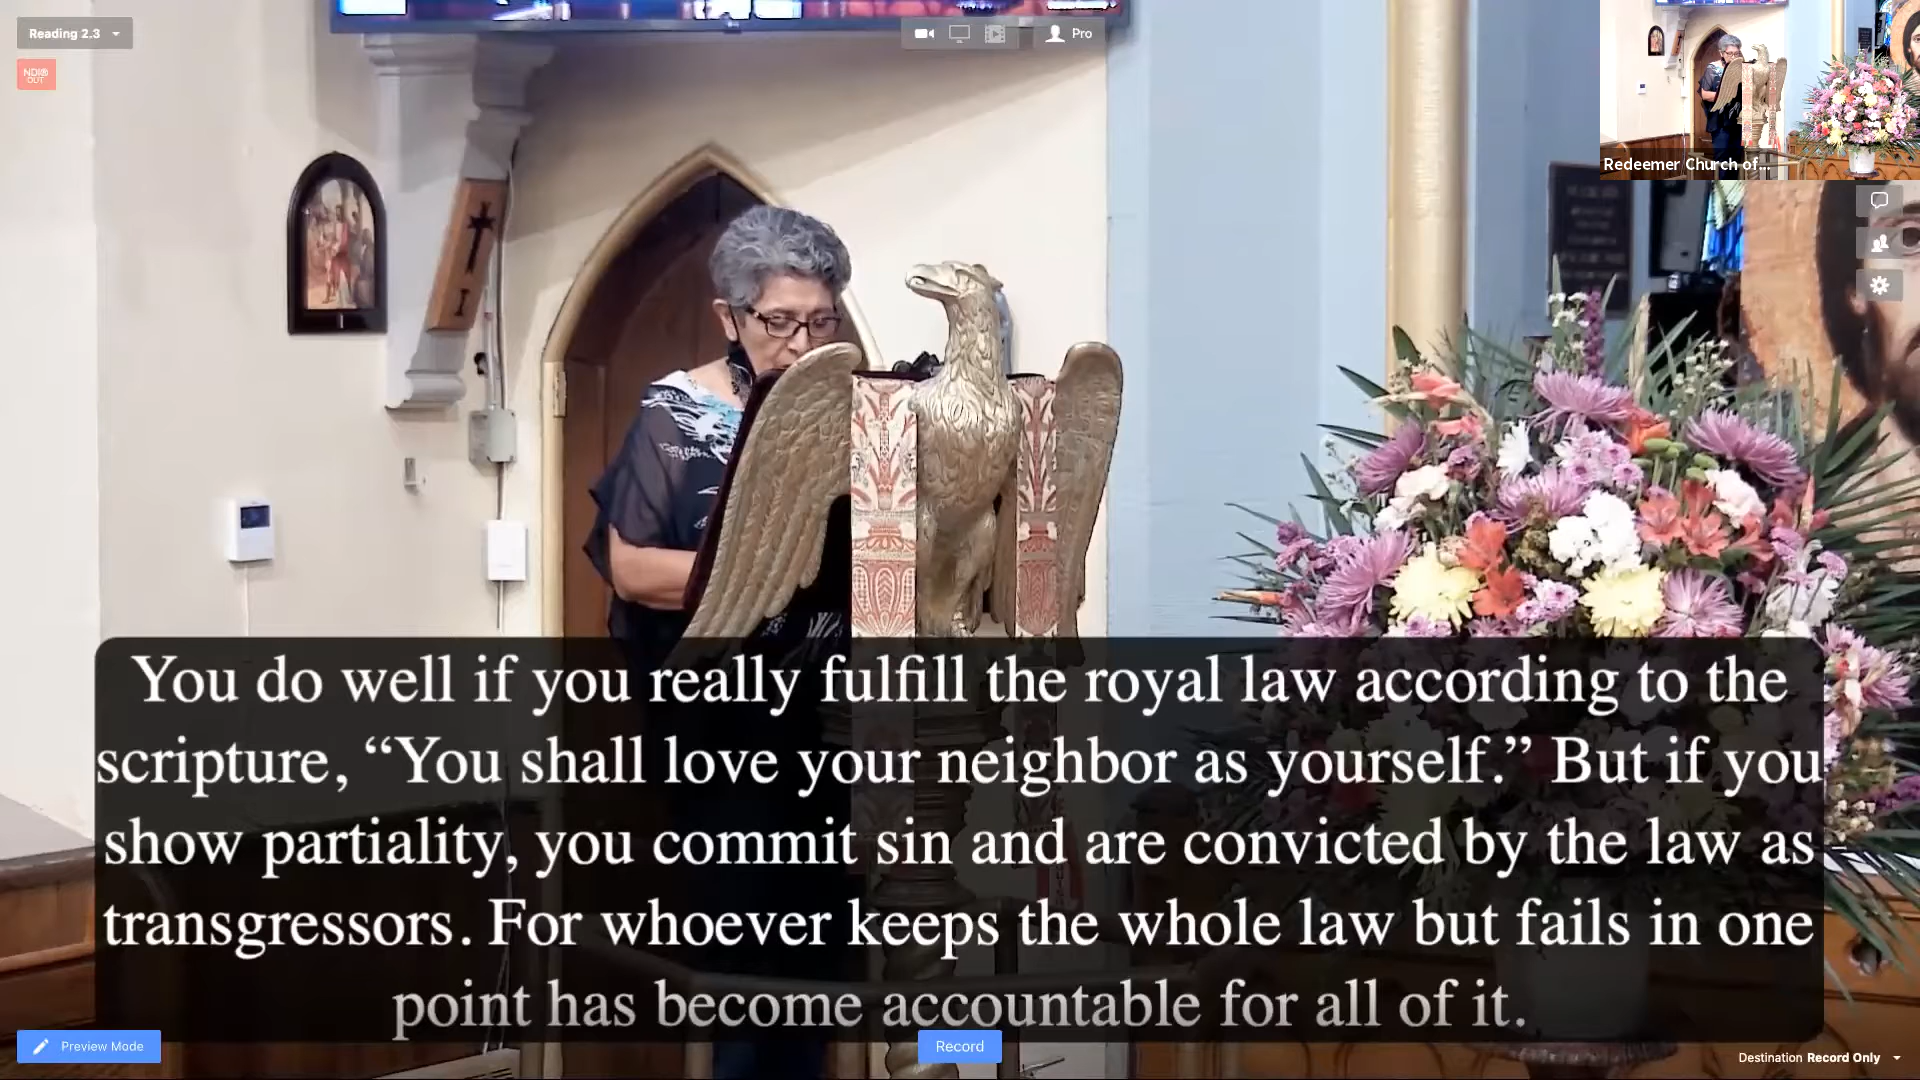 Reading 2.3
NDI®
OUT
Pro
Redeemer Church of...
You do well if you really fulfill the royal law according to the
scripture, “You shall love your neighbor as yourself.” But if you
show partiality, you commit sin and are convicted by the law as
transgressors. For whoever keeps the whole law but fails in one
point has become accountable for all of it.
Preview Mode
Record
Destination Record Only